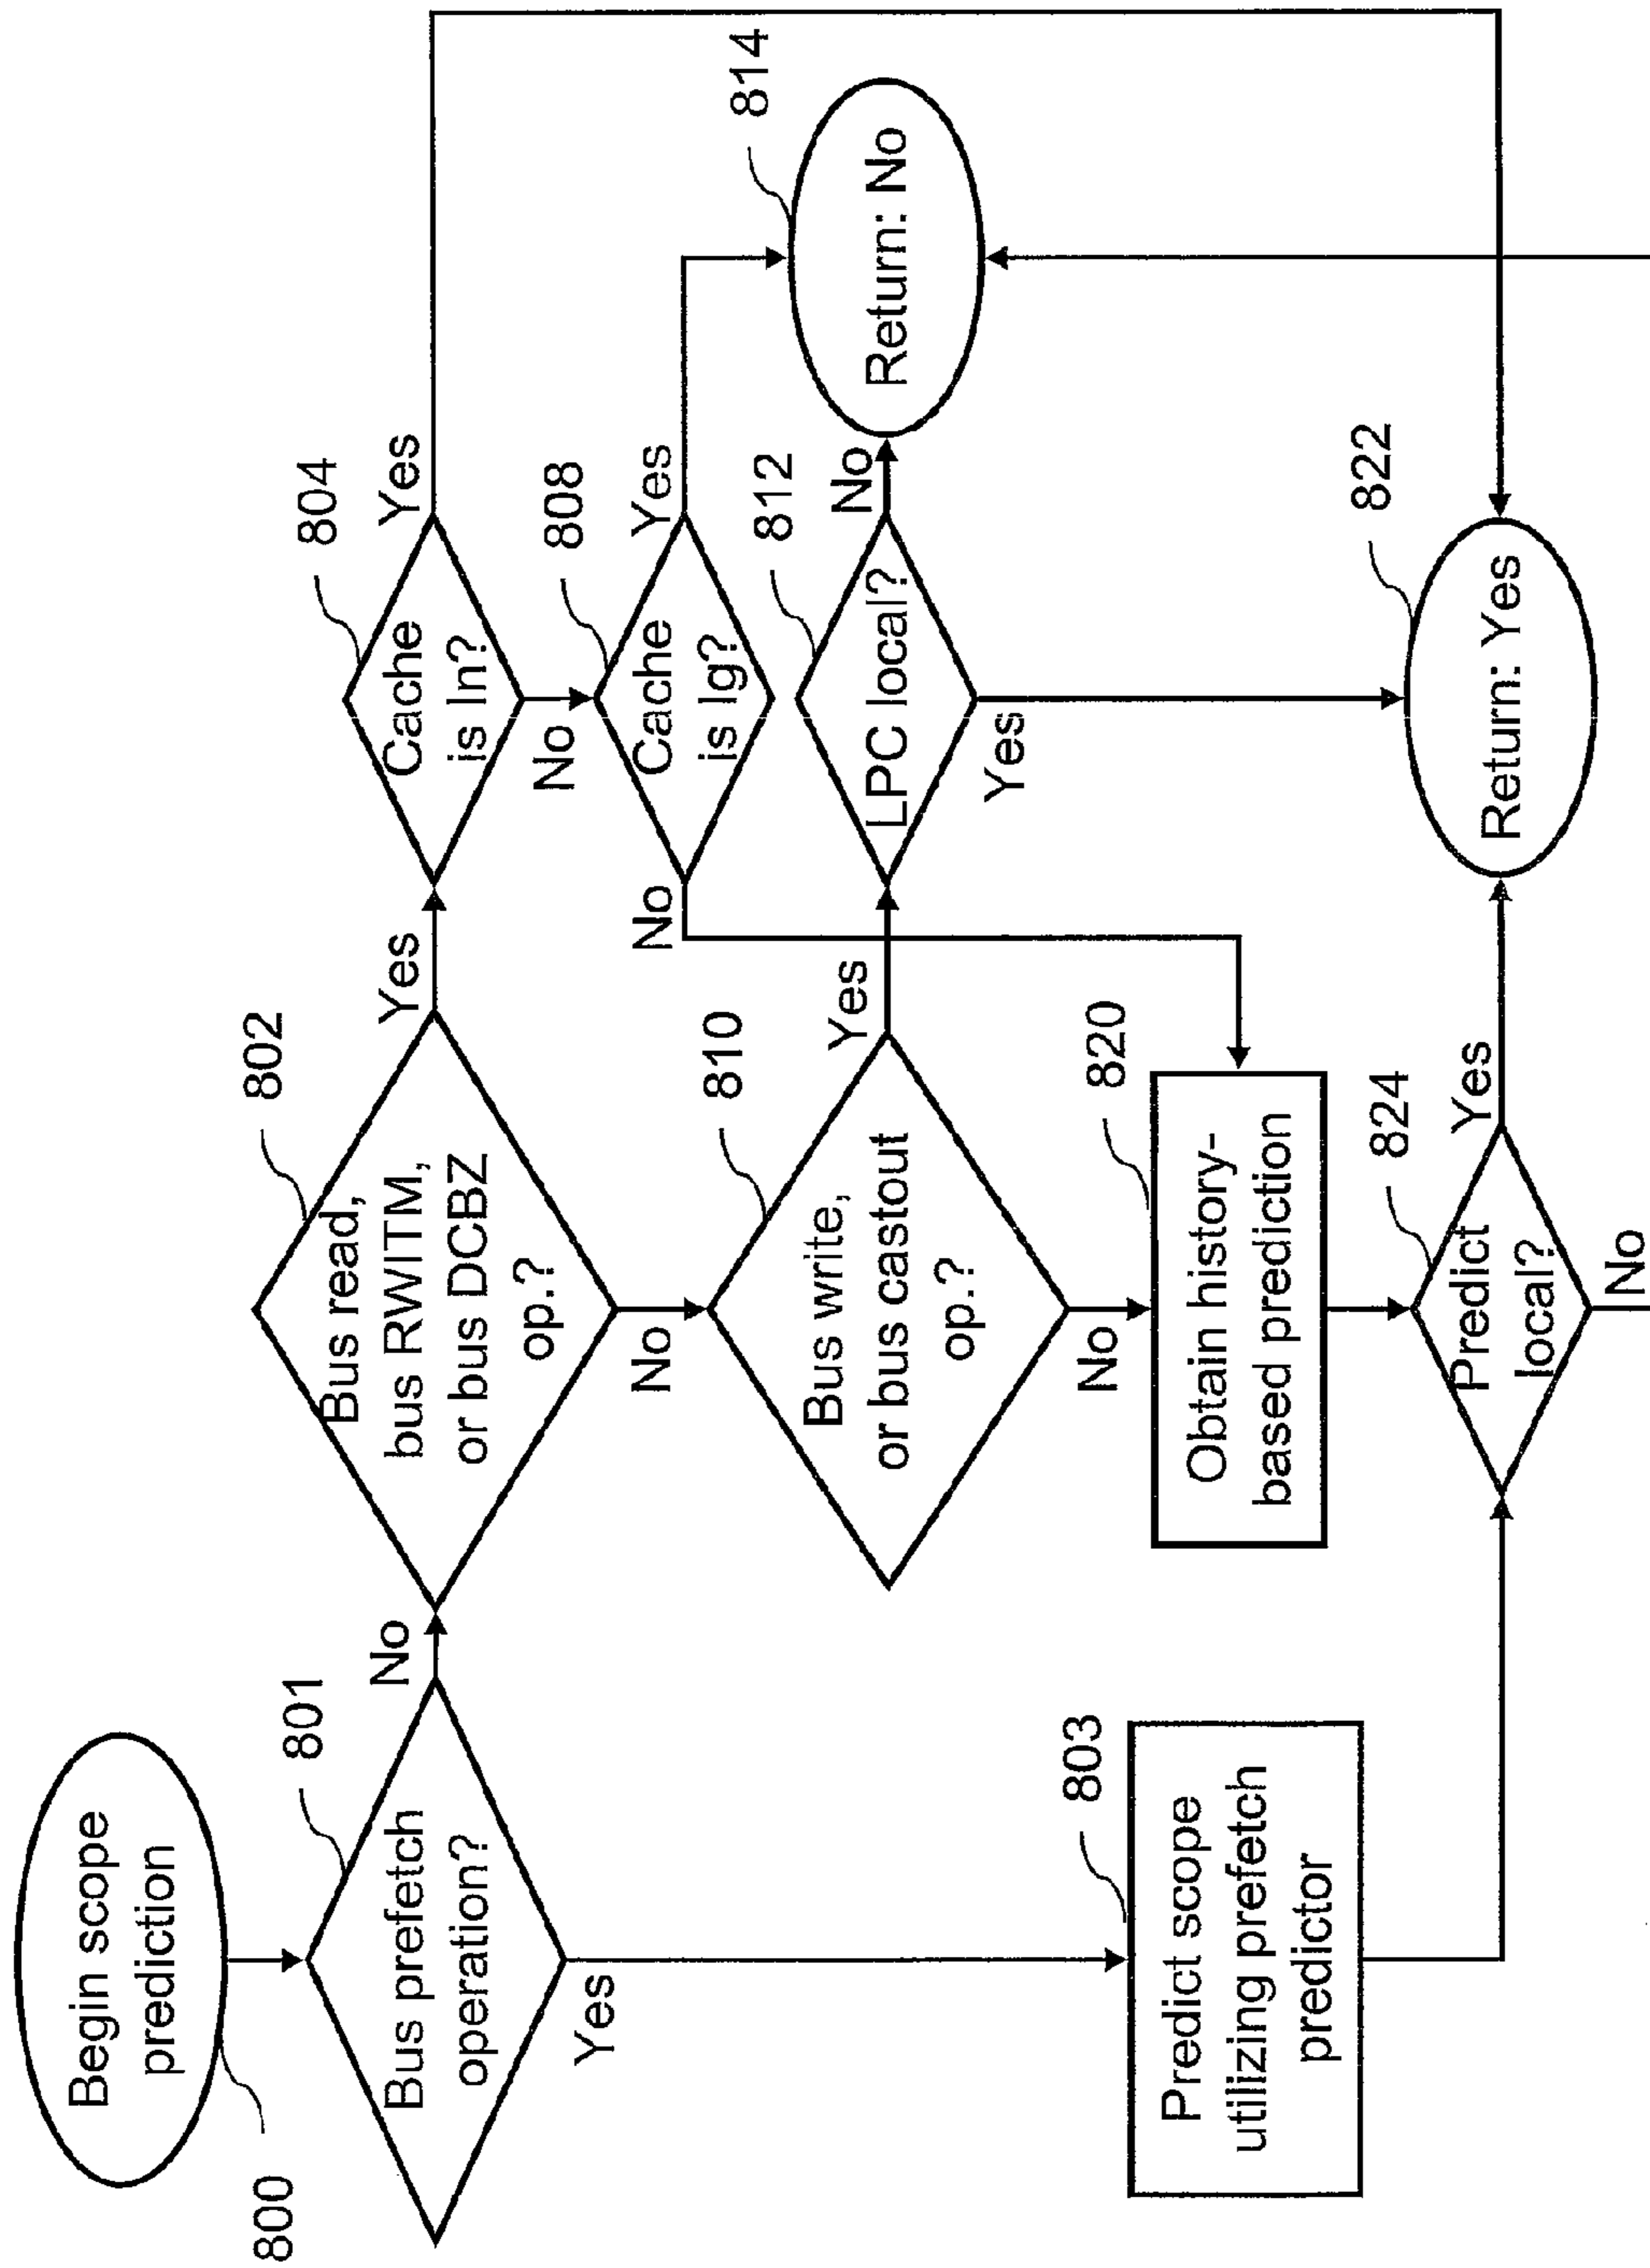 Begin scope
prediction
800
Bus prefetch
operation?
801
No
Yes
Bus read,
bus RWITM,
or bus DCBZ
op.?
802
Yes
No
Cache
is In?
804
Yes
No
Cache
is Ig?
808
Yes
No
Bus write,
or bus castout
op.?
810
Yes
No
LPC local?
812
No
Yes
Return: No
814
Predict scope
utilizing prefetch
predictor
803
Obtain history-
based prediction
820
Predict
local?
824
Yes
No
Return: Yes
822